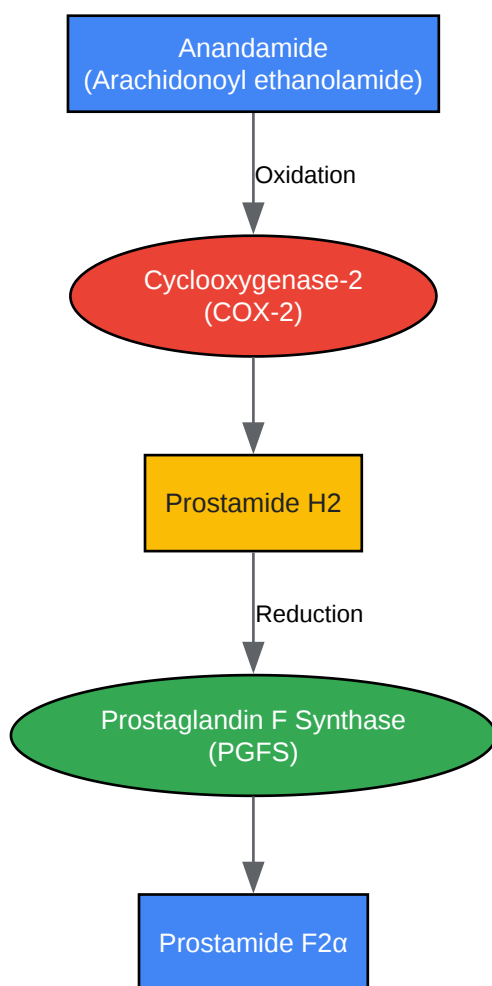 Anandamide
(Arachidonoyl ethanolamide)
Oxidation
Cyclooxygenase-2
(COX-2)
Prostamide H2
Reduction
Prostaglandin F Synthase
(PGFS)
Prostamide F2α